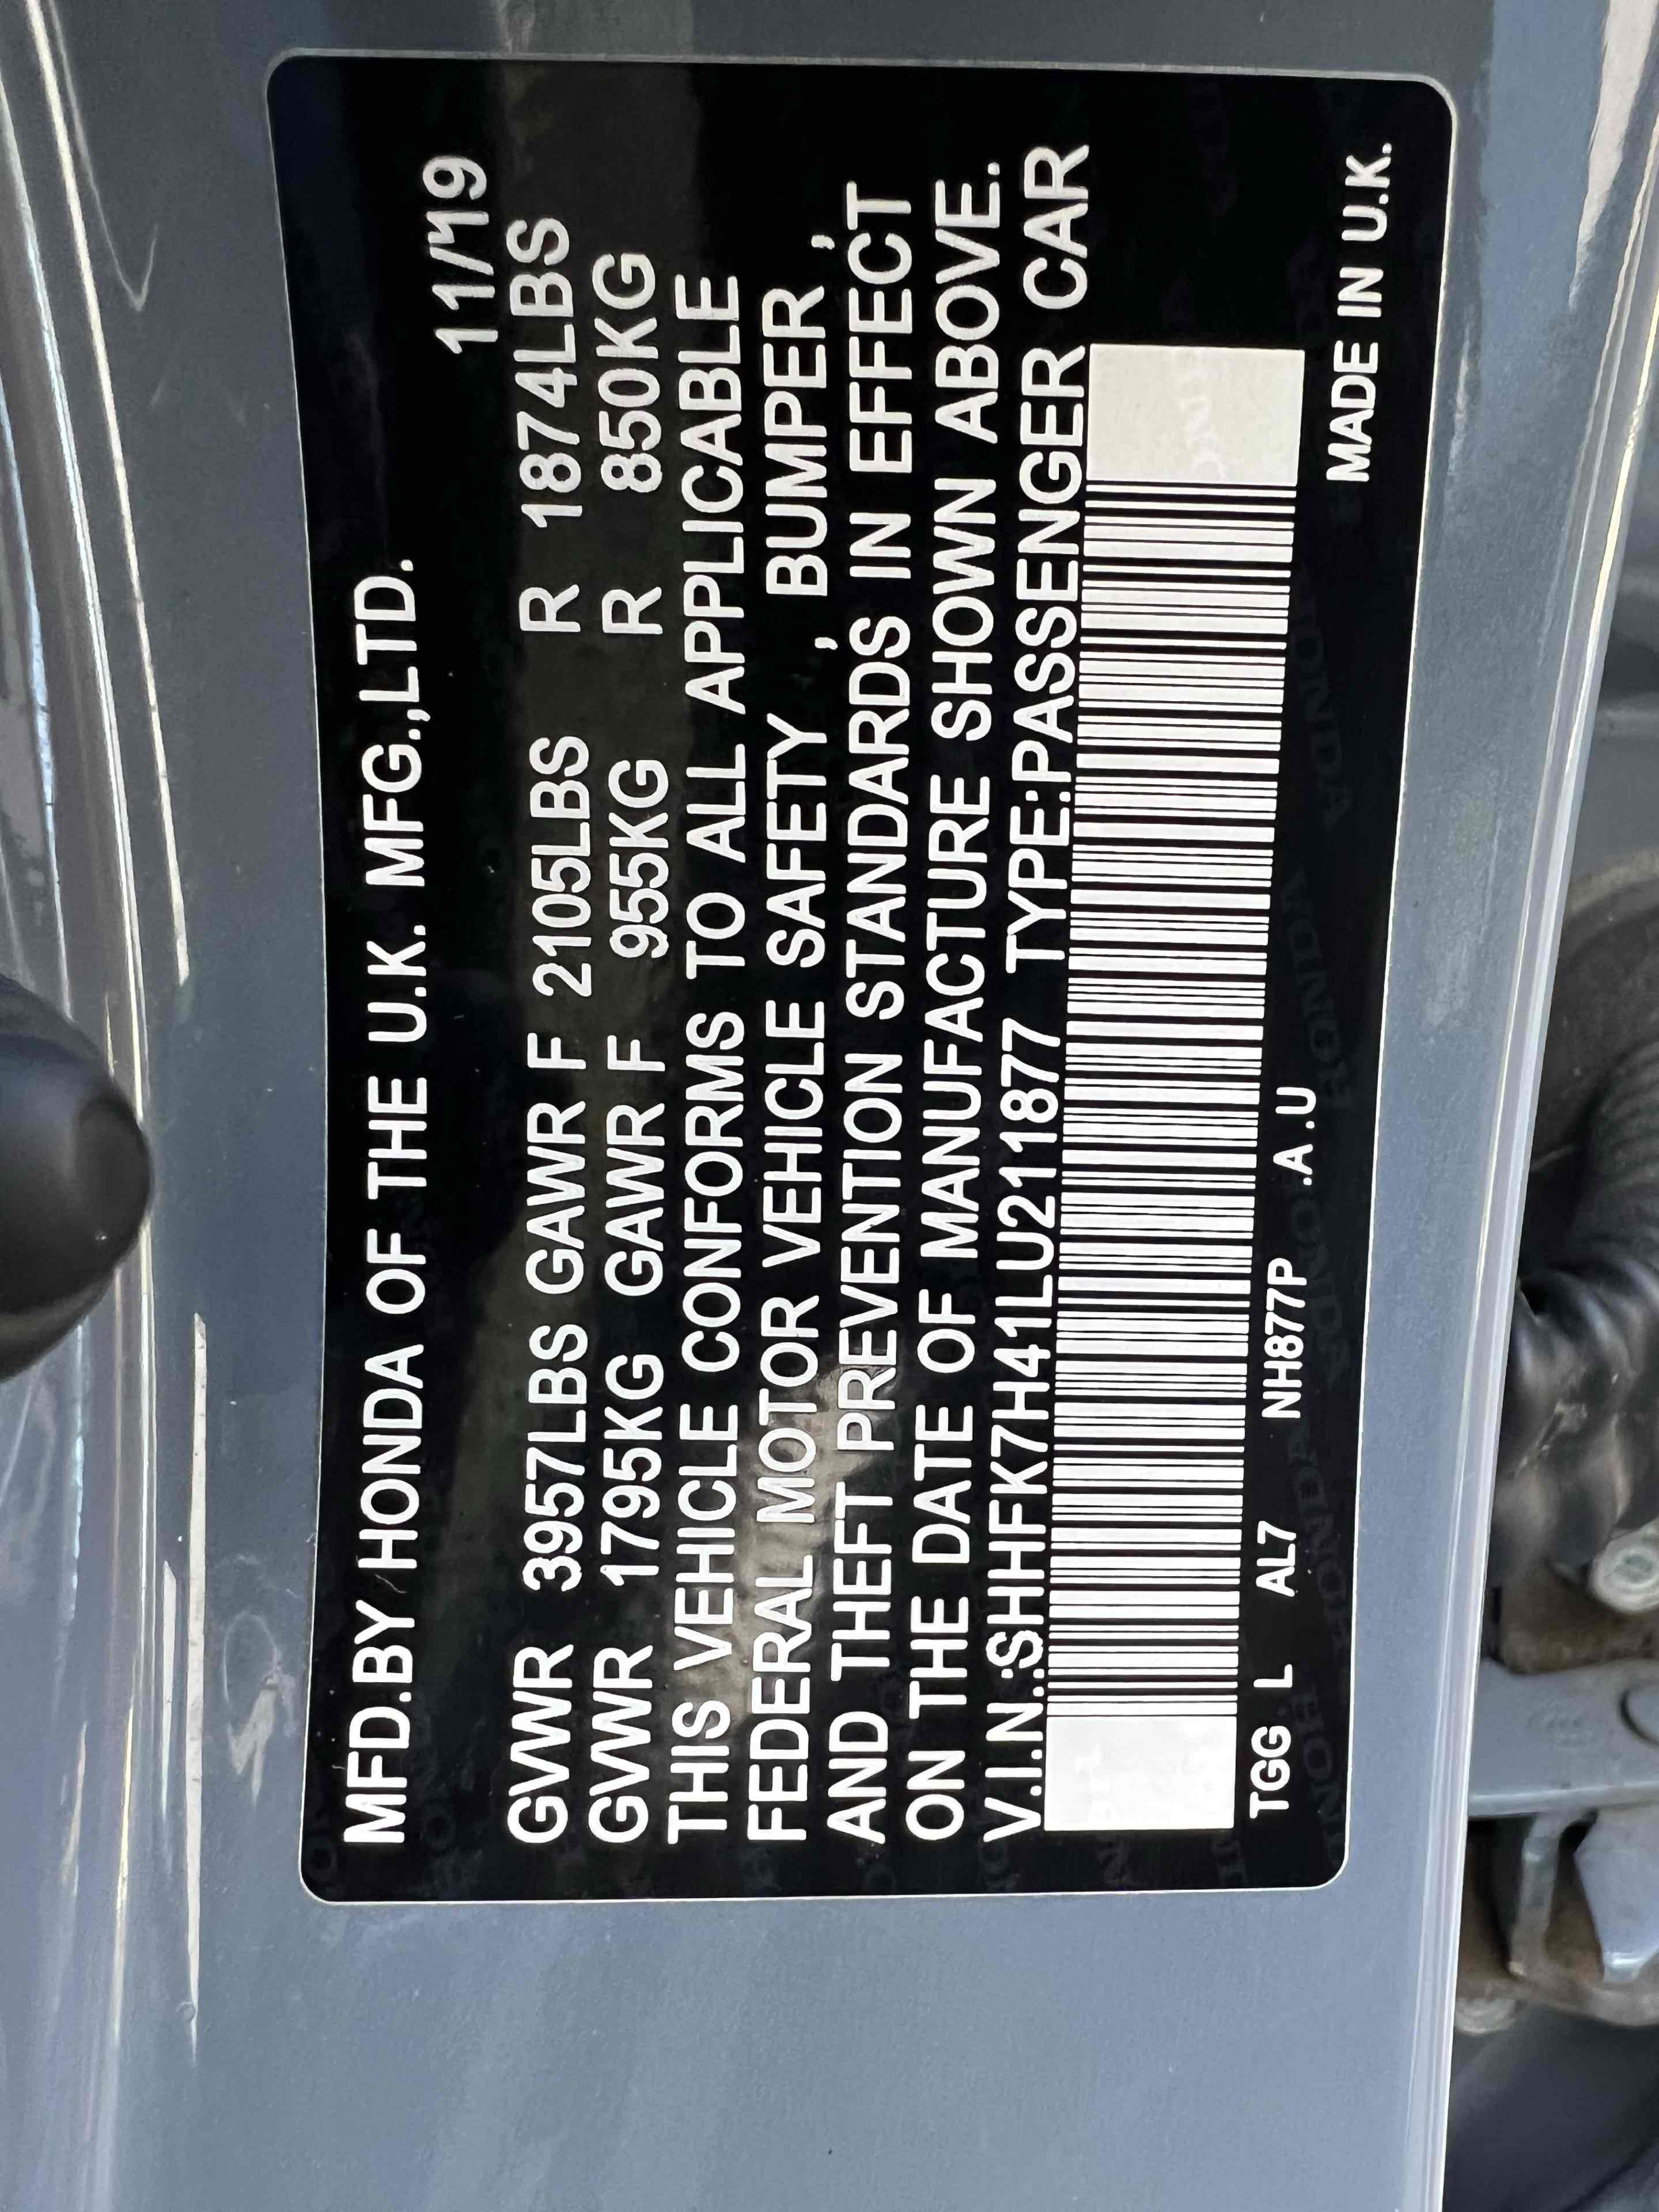 MFD.BY HONDA OF THE U.K. MFG.,LTD.
11/19
GVWR 3957LBS GAWR F 2105LBS R 1874LBS
GVWR 1795KG GAWR F 955KG R 850KG
THIS VEHICLE CONFORMS TO ALL APPLICABLE
FEDERAL MOTOR VEHICLE SAFETY , BUMPER ,
AND THEFT PREVENTION STANDARDS IN EFFECT
ON THE DATE OF MANUFACTURE SHOWN ABOVE.
V.I.N.:SHHFK7H41LU211877 TYPE:PASSENGER CAR
TGG L AL7 NH877P .A .U
MADE IN U.K.